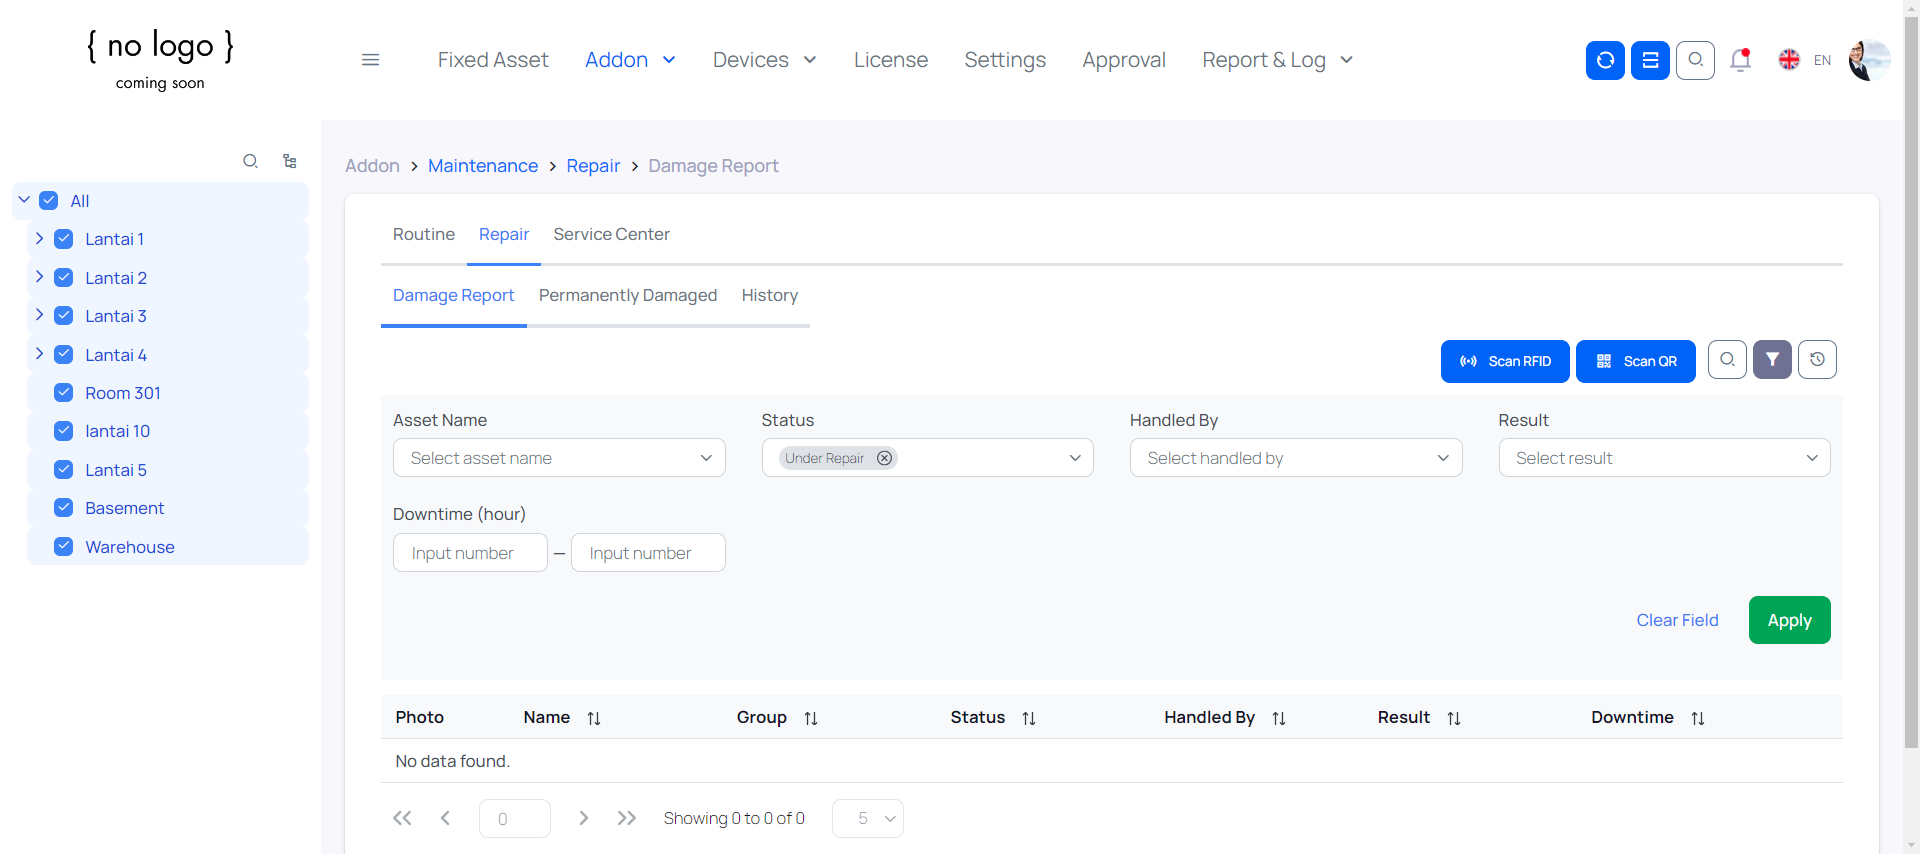 { no logo }
coming soon
Fixed Asset
Addon
Devices
License
Settings
Approval
Report & Log
EN
All
Lantai 1
Lantai 2
Lantai 3
Lantai 4
Room 301
lantai 10
Lantai 5
Basement
Warehouse
Addon > Maintenance > Repair > Damage Report
Routine
Repair
Service Center
Damage Report
Permanently Damaged
History
Scan RFID
Scan QR
Asset Name
Select asset name
Status
Under Repair
Handled By
Select handled by
Result
Select result
Downtime (hour)
Input number — Input number
Clear Field
Apply
Photo Name Group Status Handled By Result Downtime
No data found.
0
Showing 0 to 0 of 0
5